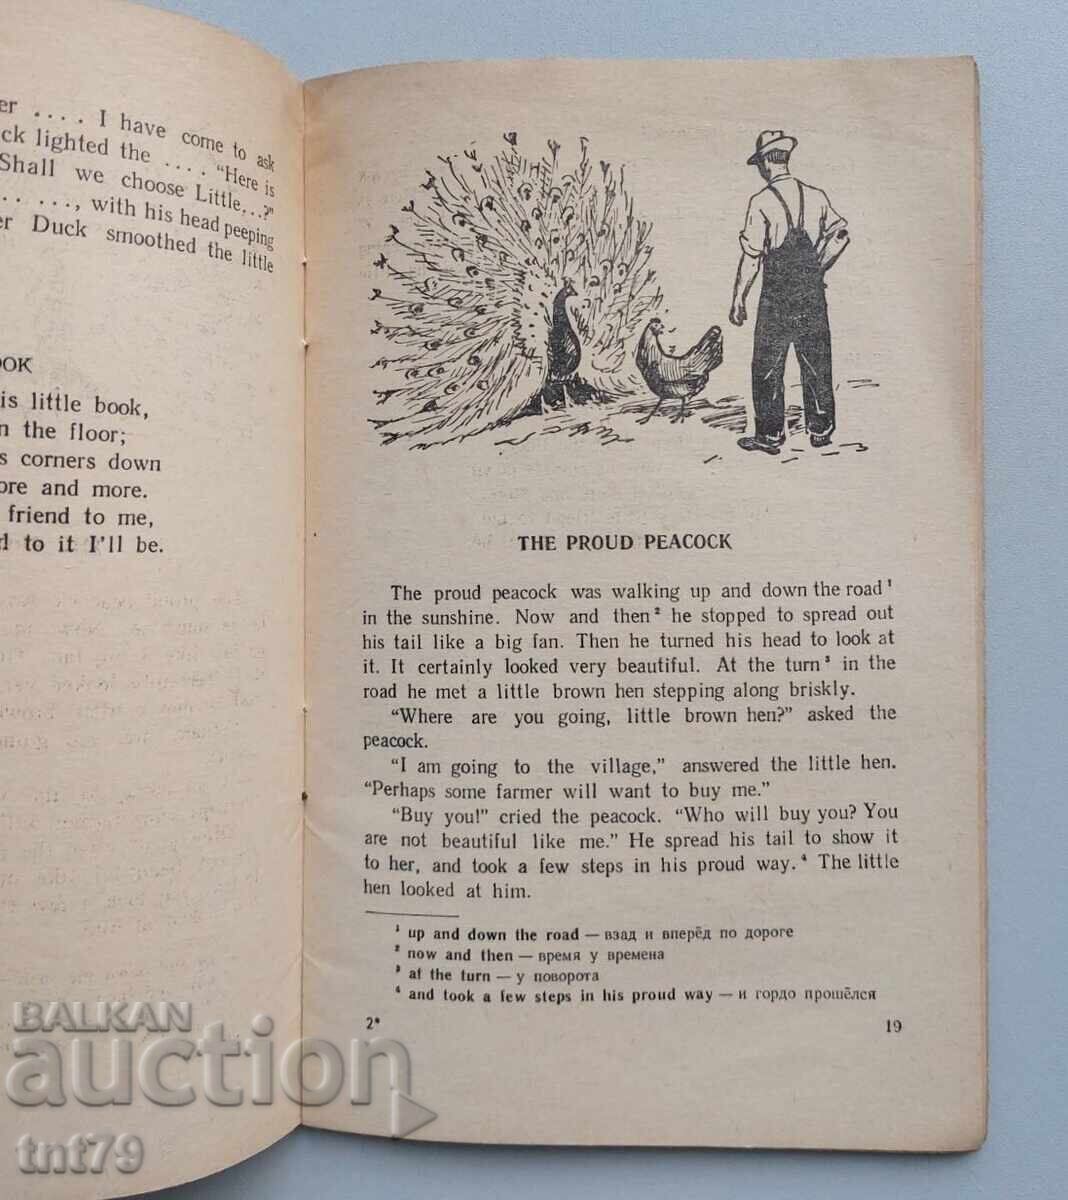 er .... I have come to ask
ck lighted the .... "Here is
Shall we choose Little...?"
.. ..., with his head peeping
er Duck smoothed the little
OOK
is little book,
n the floor;
s corners down
ore and more.
friend to me,
d to it I'll be.
THE PROUD PEACOCK
The proud peacock was walking up and down the road¹
in the sunshine. Now and then² he stopped to spread out
his tail like a big fan. Then he turned his head to look at
it. It certainly looked very beautiful. At the turn³ in the
road he met a little brown hen stepping along briskly.
"Where are you going, little brown hen?" asked the
peacock.
"I am going to the village," answered the little hen.
"Perhaps some farmer will want to buy me."
"Buy you!" cried the peacock. "Who will buy you? You
are not beautiful like me." He spread his tail to show it
to her, and took a few steps in his proud way.⁴ The little
hen looked at him.
¹ up and down the road — взад и вперёд по дороге
² now and then — время у времена
³ at the turn — у поворота
⁴ and took a few steps in his proud way — и гордо прошёлся
2*
19
BALKAN
auction
tnt79